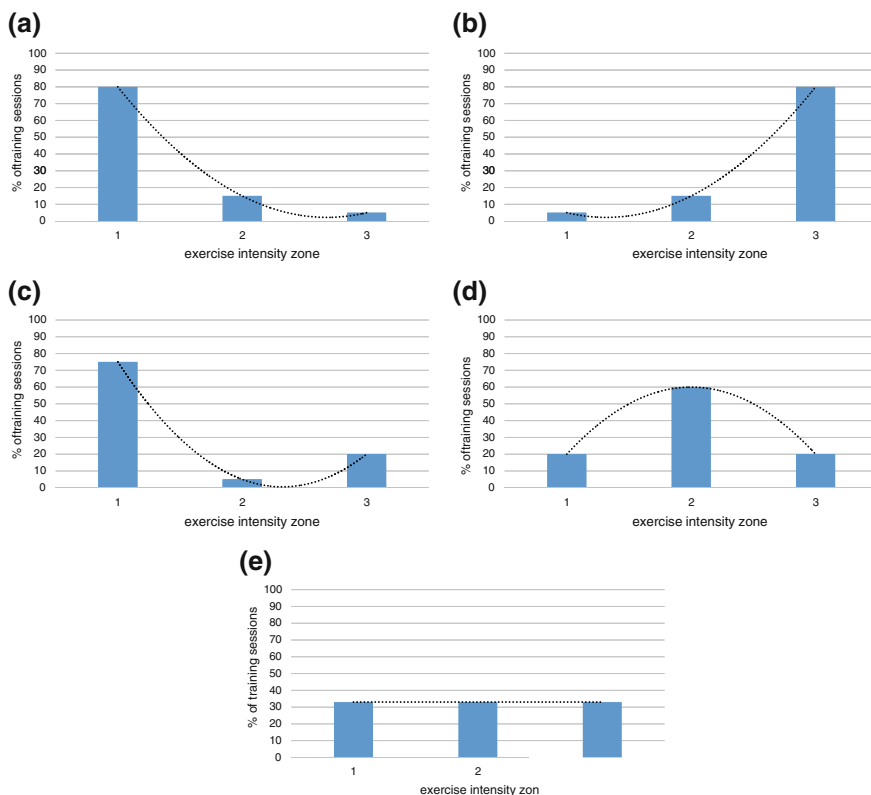 (a)
% oftraining sessions
100
90
80
70
60
50
40
30
20
10
0
1 2 3
exercise intensity zone
(b)
% oftraining sessions
100
90
80
70
60
50
40
30
20
10
0
1 2 3
exercise intensity zone
(c)
% oftraining sessions
100
90
80
70
60
50
40
30
20
10
0
1 2 3
exercise intensity zone
(d)
% oftraining sessions
100
90
80
70
60
50
40
30
20
10
0
1 2 3
exercise intensity zone
(e)
% of training sessions
100
90
80
70
60
50
40
30
20
10
0
1 2
exercise intensity zon